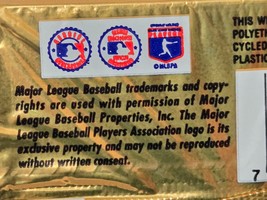 ©MLBPA
THIS W
POLYETI
CYCLED
PLASTIC
Major League Baseball trademarks and copy-
rights are used with permission of Major
League Baseball Properties, Inc. The Major
League Baseball Players Association logo is its
exclusive property and may not be reproduced
without written consent.
7